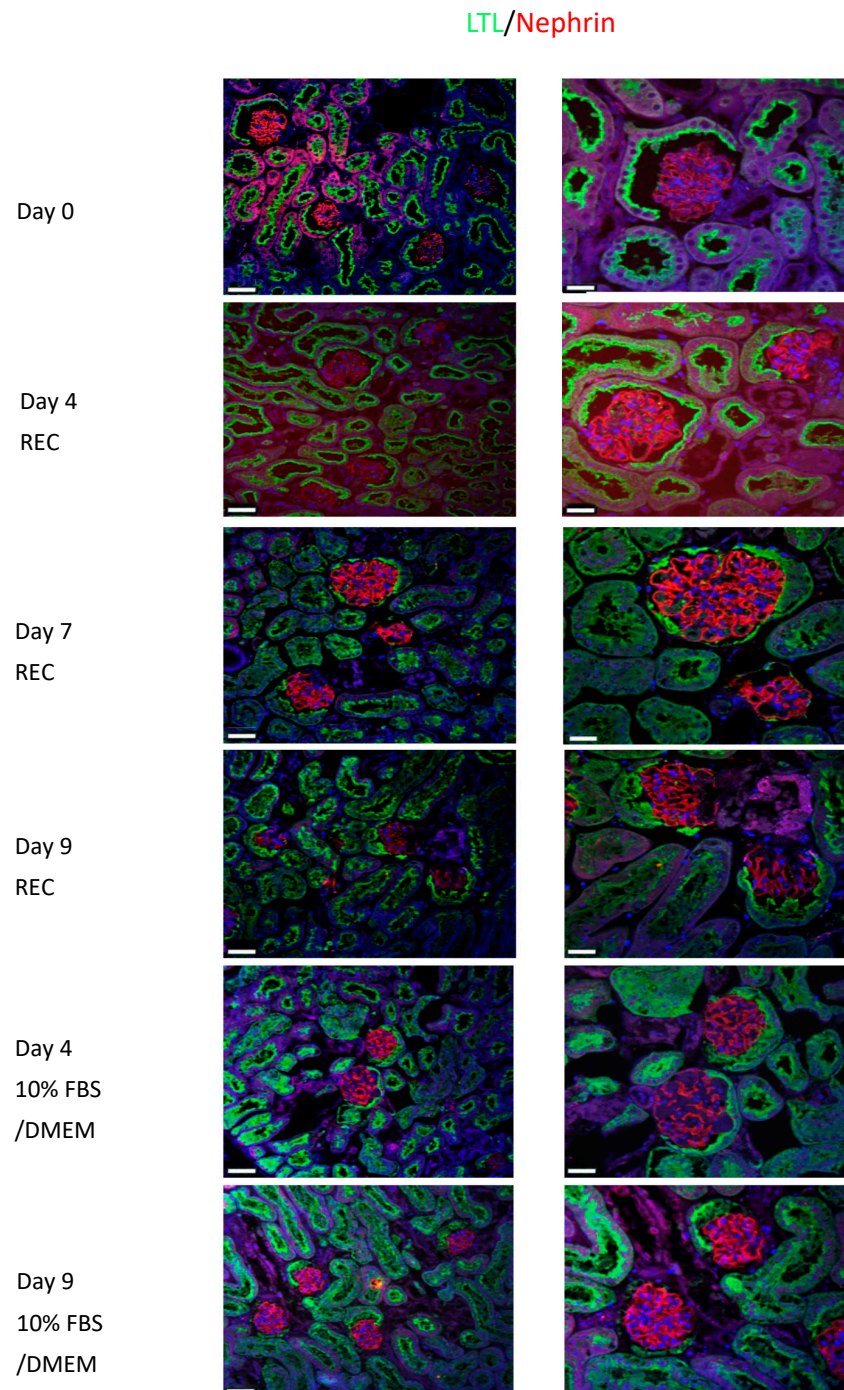 LTL/Nephrin
Day 0
Day 4
REC
Day 7
REC
Day 9
REC
Day 4
10% FBS
/DMEM
Day 9
10% FBS
/DMEM